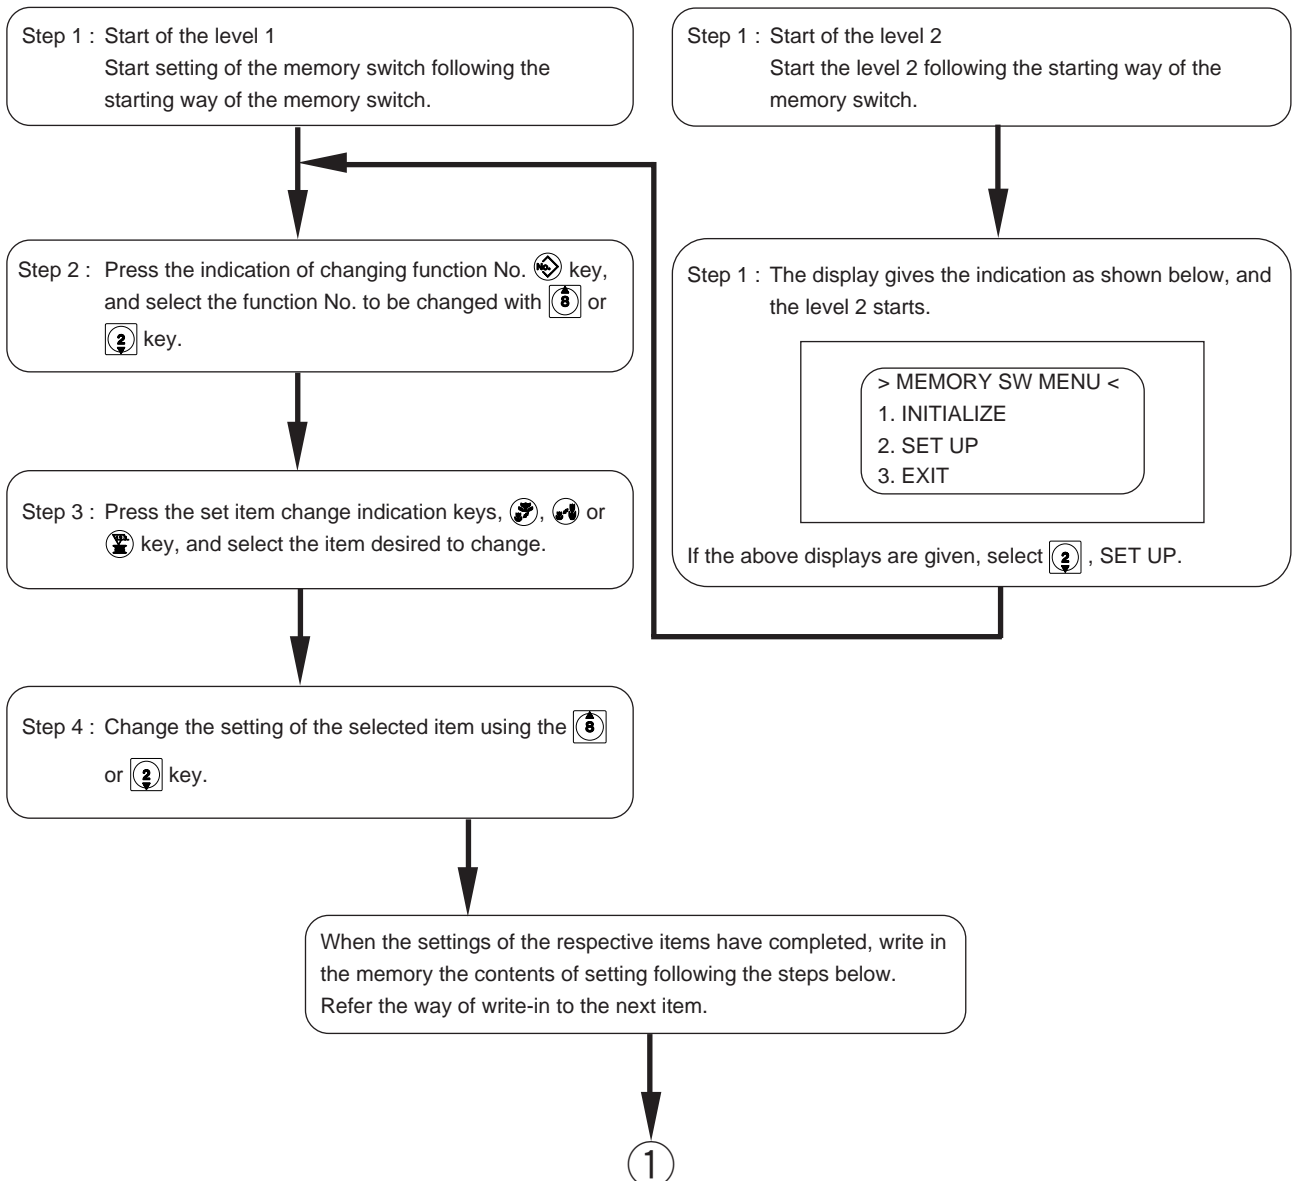 Step 1 : Start of the level 1
Start setting of the memory switch following the
starting way of the memory switch.
Step 1 : Start of the level 2
Start the level 2 following the starting way of the
memory switch.
Step 2 : Press the indication of changing function No. No. key,
and select the function No. to be changed with 8 or
2 key.
Step 1 : The display gives the indication as shown below, and
the level 2 starts.
> MEMORY SW MENU <
1. INITIALIZE
2. SET UP
3. EXIT
If the above displays are given, select 2 , SET UP.
Step 3 : Press the set item change indication keys, , or
key, and select the item desired to change.
Step 4 : Change the setting of the selected item using the 8
or 2 key.
When the settings of the respective items have completed, write in
the memory the contents of setting following the steps below.
Refer the way of write-in to the next item.
1